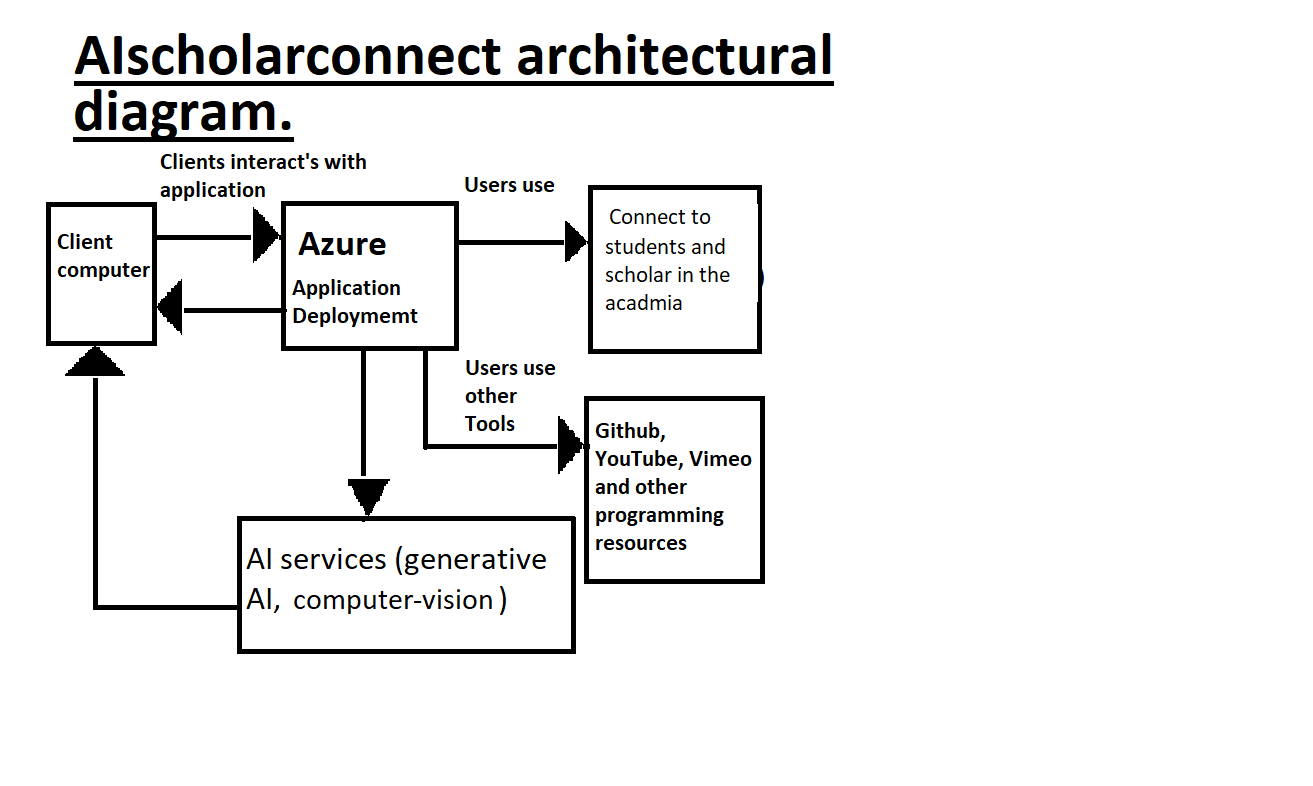 AIscholarconnect architectural
diagram.
Clients interact's with
application
Users use
Client
computer
Azure
Application
Deploymemt
Connect to
students and
scholar in the
acadmia
)
Users use
other
Tools
Github,
YouTube, Vimeo
and other
programming
resources
AI services (generative
AI, computer-vision )